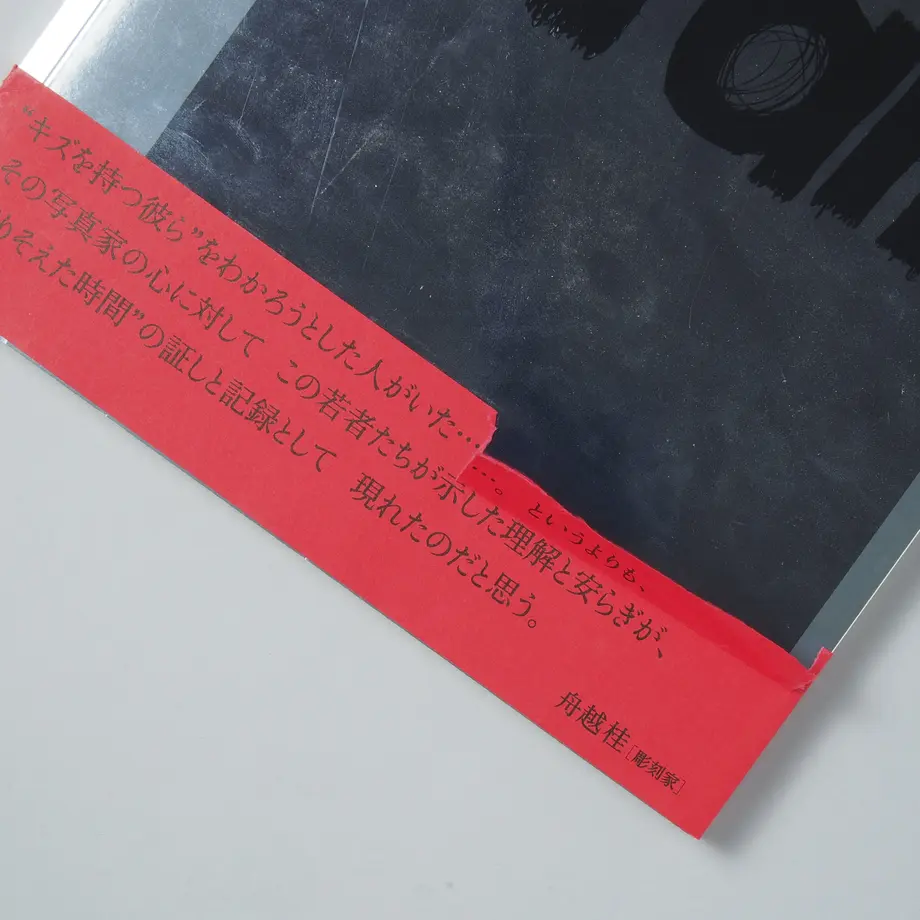 “キズを持つ彼ら”をわかろうとした人がいた…
…。というよりも、
その写真家の心に対して　この若者たちが示した理解と安らぎが、
りそえた時間”の証しと記録として　現れたのだと思う。
舟越桂［彫刻家］